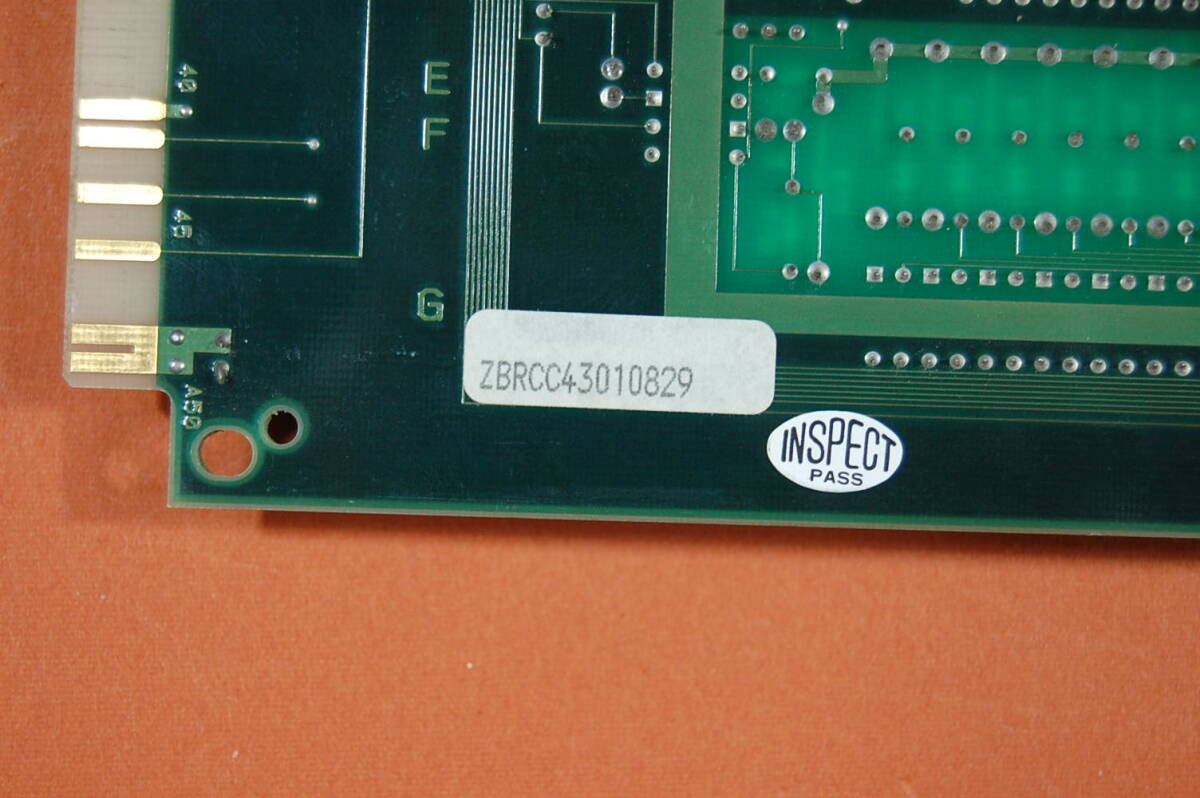 40
E
F
45
G
A50
ZBRCC43010829
INSPECT
PASS